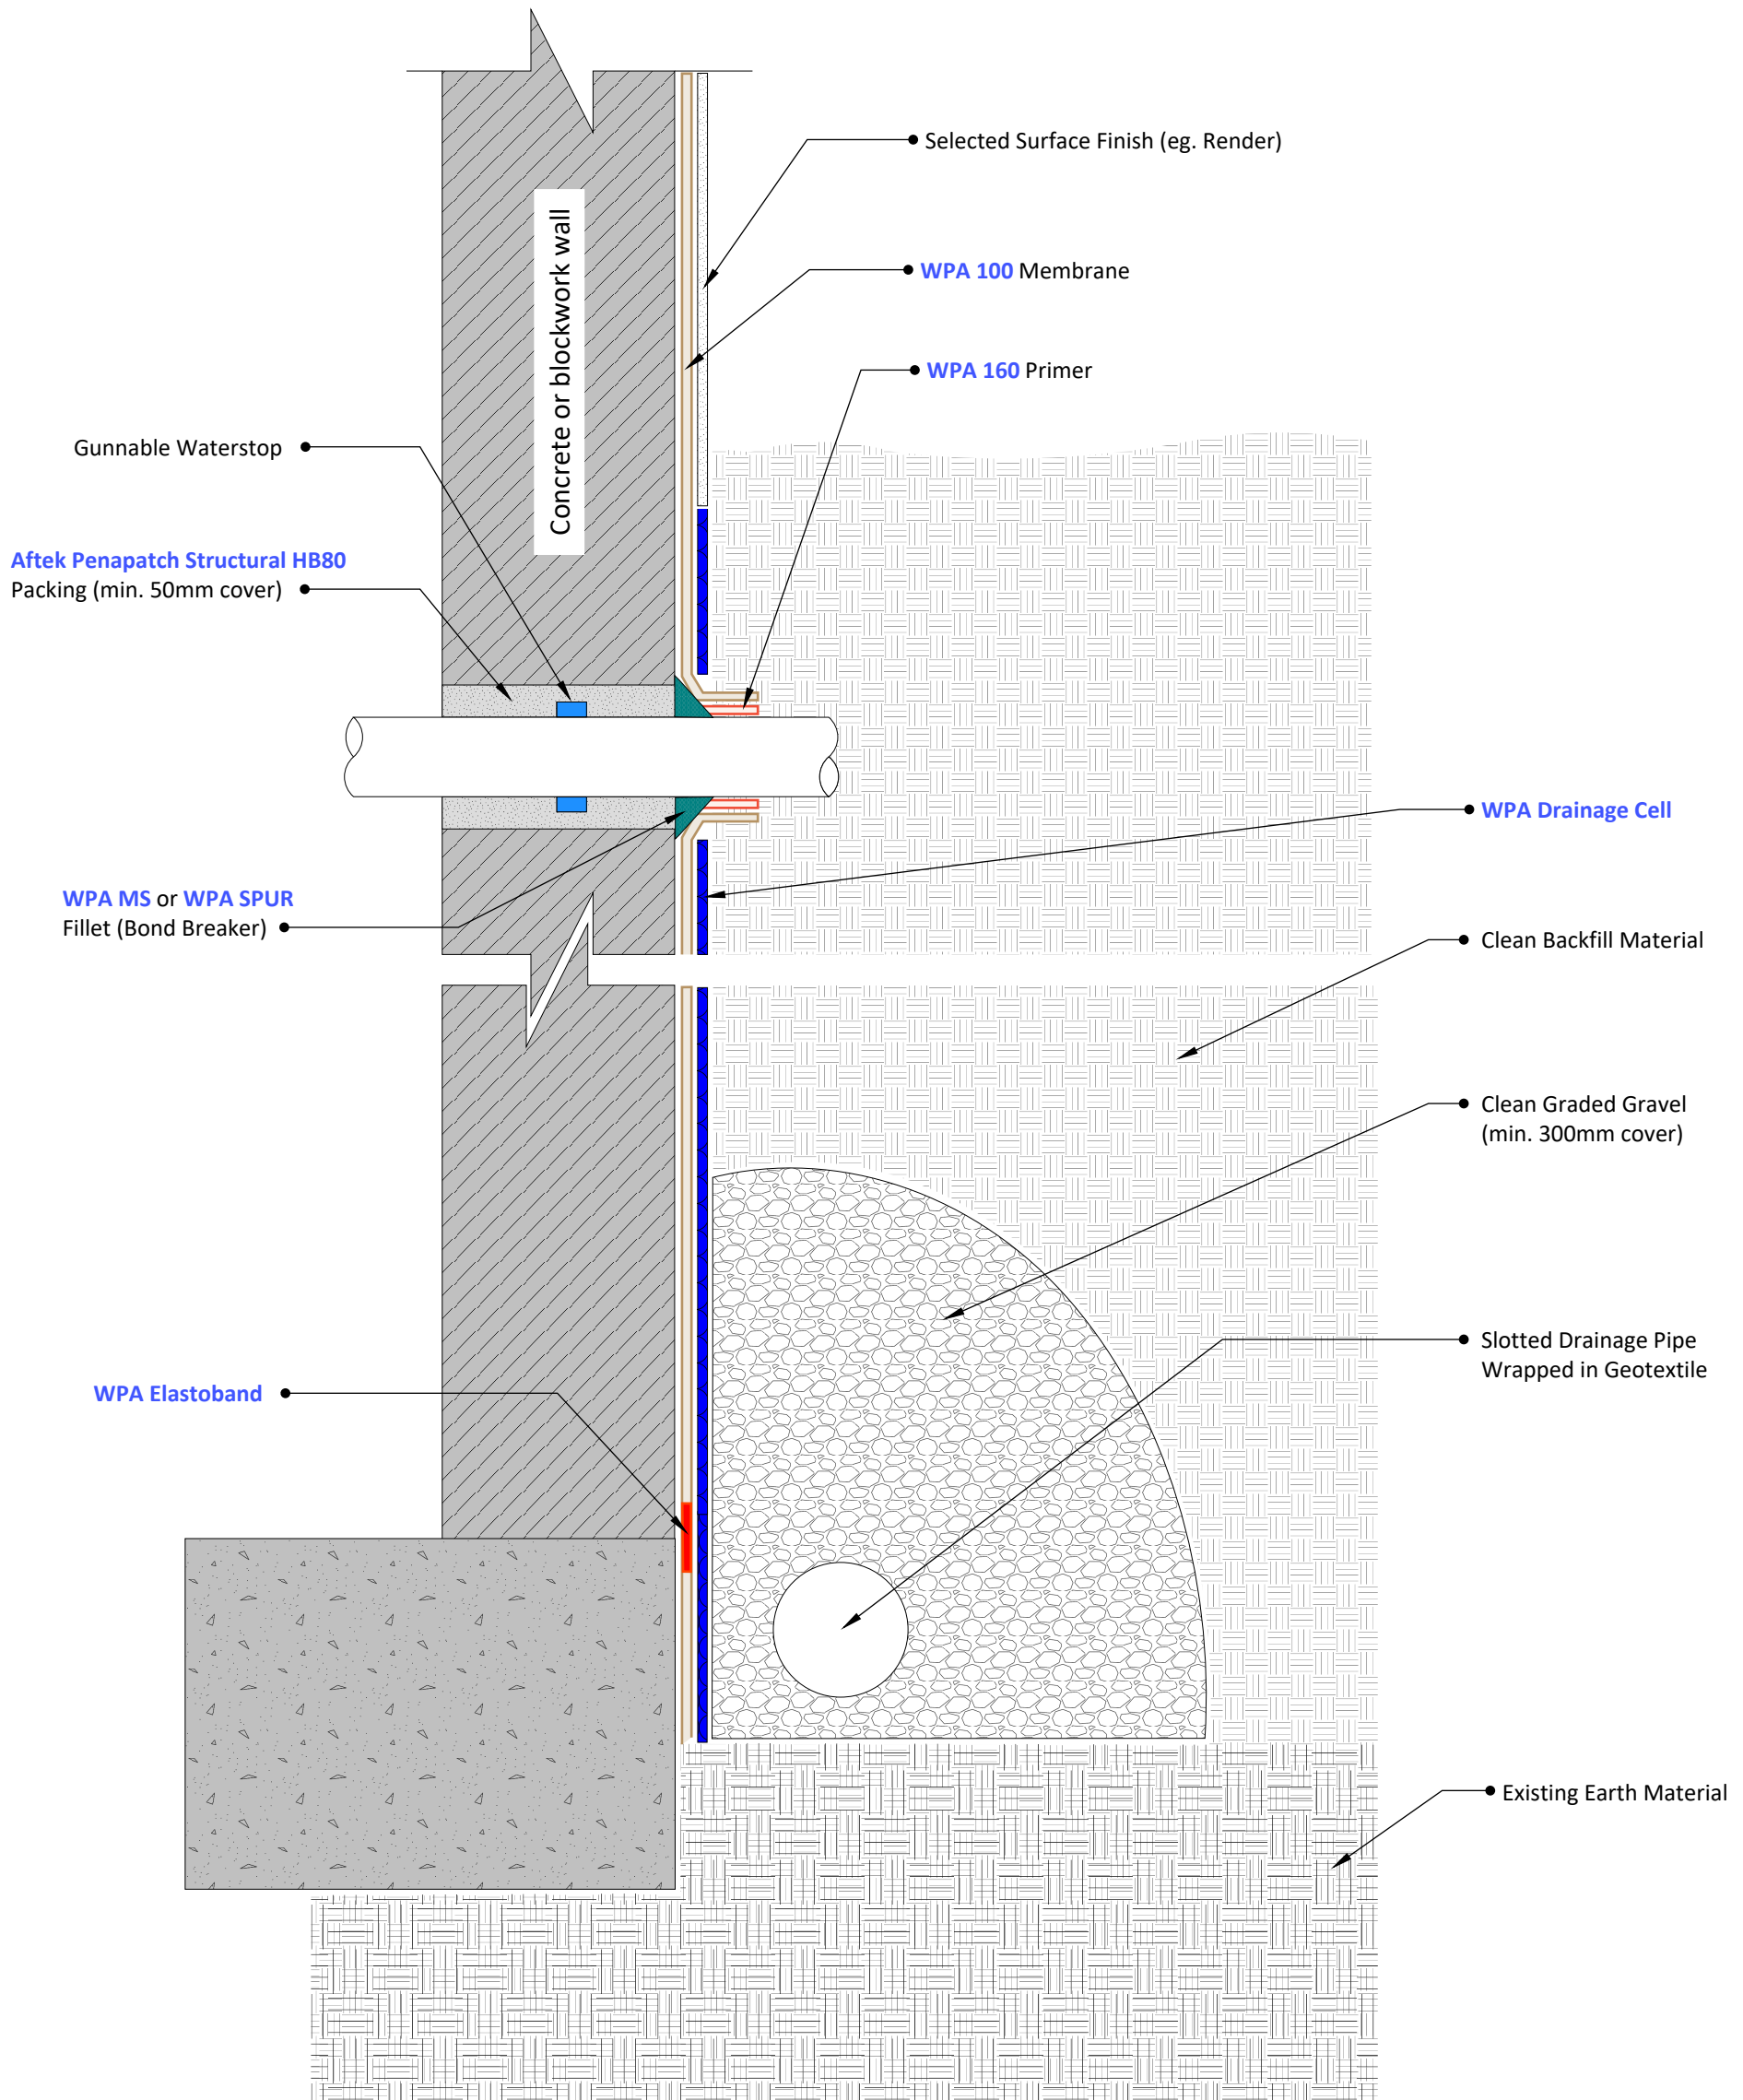 Selected Surface Finish (eg. Render)
Concrete or blockwork wall
WPA 100 Membrane
WPA 160 Primer
Gunnable Waterstop
Aftek Penapatch Structural HB80
Packing (min. 50mm cover)
WPA Drainage Cell
WPA MS or WPA SPUR
Fillet (Bond Breaker)
Clean Backfill Material
Clean Graded Gravel
(min. 300mm cover)
Slotted Drainage Pipe
Wrapped in Geotextile
WPA Elastoband
Existing Earth Material